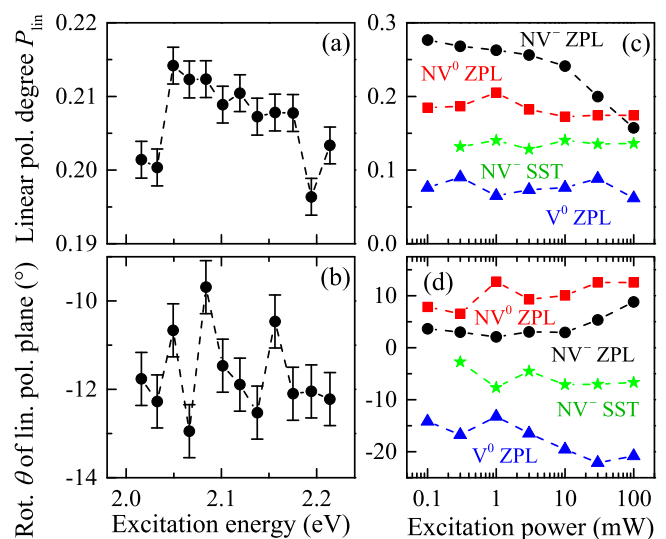 Linear pol. degree P_lin
0.22
0.21
0.20
0.19
(a)
Rot. θ of lin. pol. plane (°)
-10
-12
-14
(b)
2.0
2.1
2.2
Excitation energy (eV)
0.3
0.2
0.1
0.0
(c)
NV⁻ ZPL
NV⁰ ZPL
NV⁻ SST
V⁰ ZPL
10
0
-10
-20
(d)
NV⁰ ZPL
NV⁻ ZPL
NV⁻ SST
V⁰ ZPL
0.1
1
10
100
Excitation power (mW)